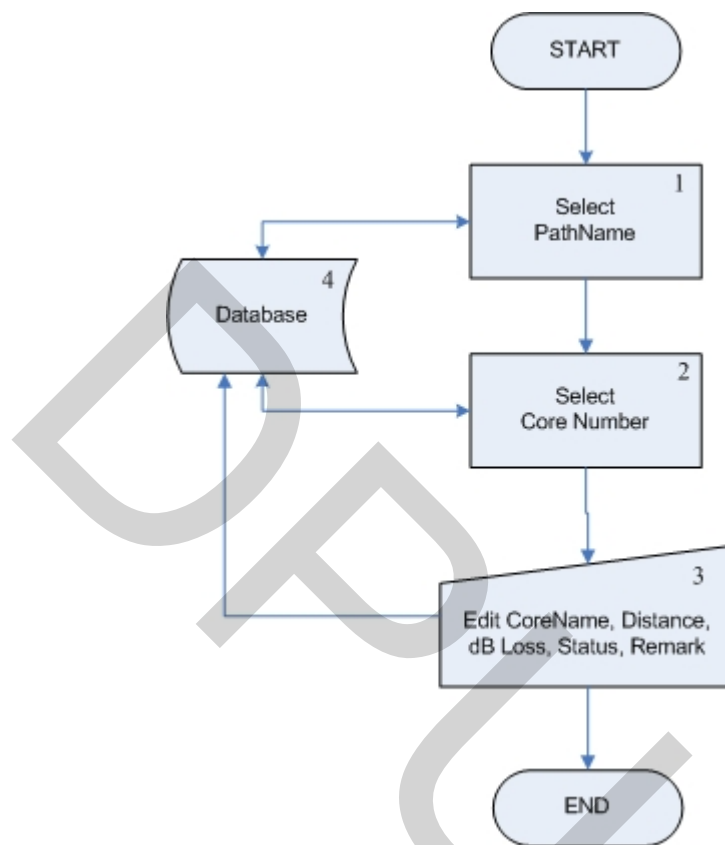 START
1
Select
PathName
4
Database
2
Select
Core Number
3
Edit CoreName, Distance,
dB Loss, Status, Remark
END
DPU